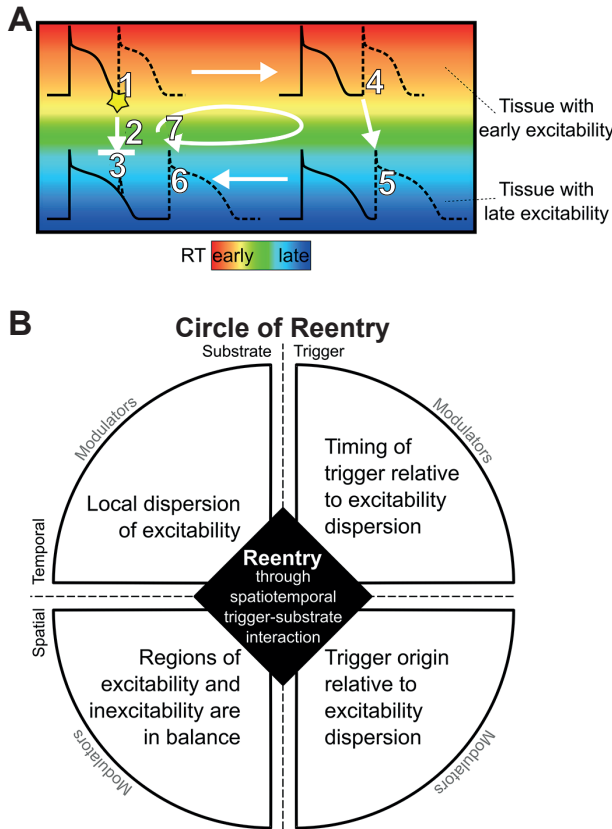 A
1
4
2
7
3
6
5
Tissue with
early excitability
Tissue with
late excitability
RT early late
B
Circle of Reentry
Substrate Trigger
Modulators
Modulators
Temporal
Local dispersion
of excitability
Timing of
trigger relative
to excitability
dispersion
Reentry
through
spatiotemporal
trigger-substrate
interaction
Spatial
Regions of
excitability and
inexcitability are
in balance
Trigger origin
relative to
excitability
dispersion
Modulators
Modulators